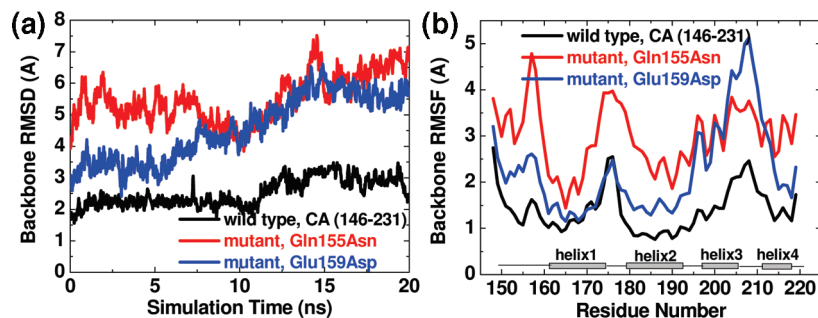 (a)
Backbone RMSD (A)
8
7
6
5
4
3
2
1
0
wild type, CA (146-231)
mutant, Gln155Asn
mutant, Glu159Asp
0 5 10 15 20
Simulation Time (ns)
(b)
Backbone RMSF (A)
5
4
3
2
1
0
wild type, CA (146-231)
mutant, Gln155Asn
mutant, Glu159Asp
helix1 helix2 helix3 helix4
150 160 170 180 190 200 210 220
Residue Number